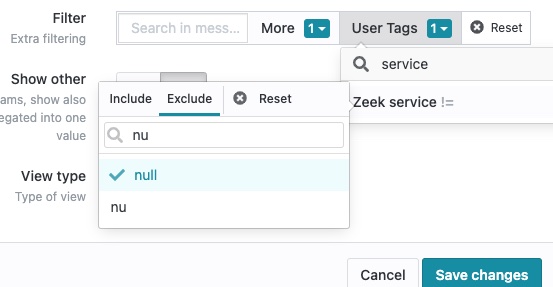 Filter
Extra filtering
Search in mess... More 1 User Tags 1 Reset
service
Show other
ams, show also
egated into one
value
Include Exclude Reset
Zeek service !=
nu
null
nu
View type
Type of view
Cancel Save changes